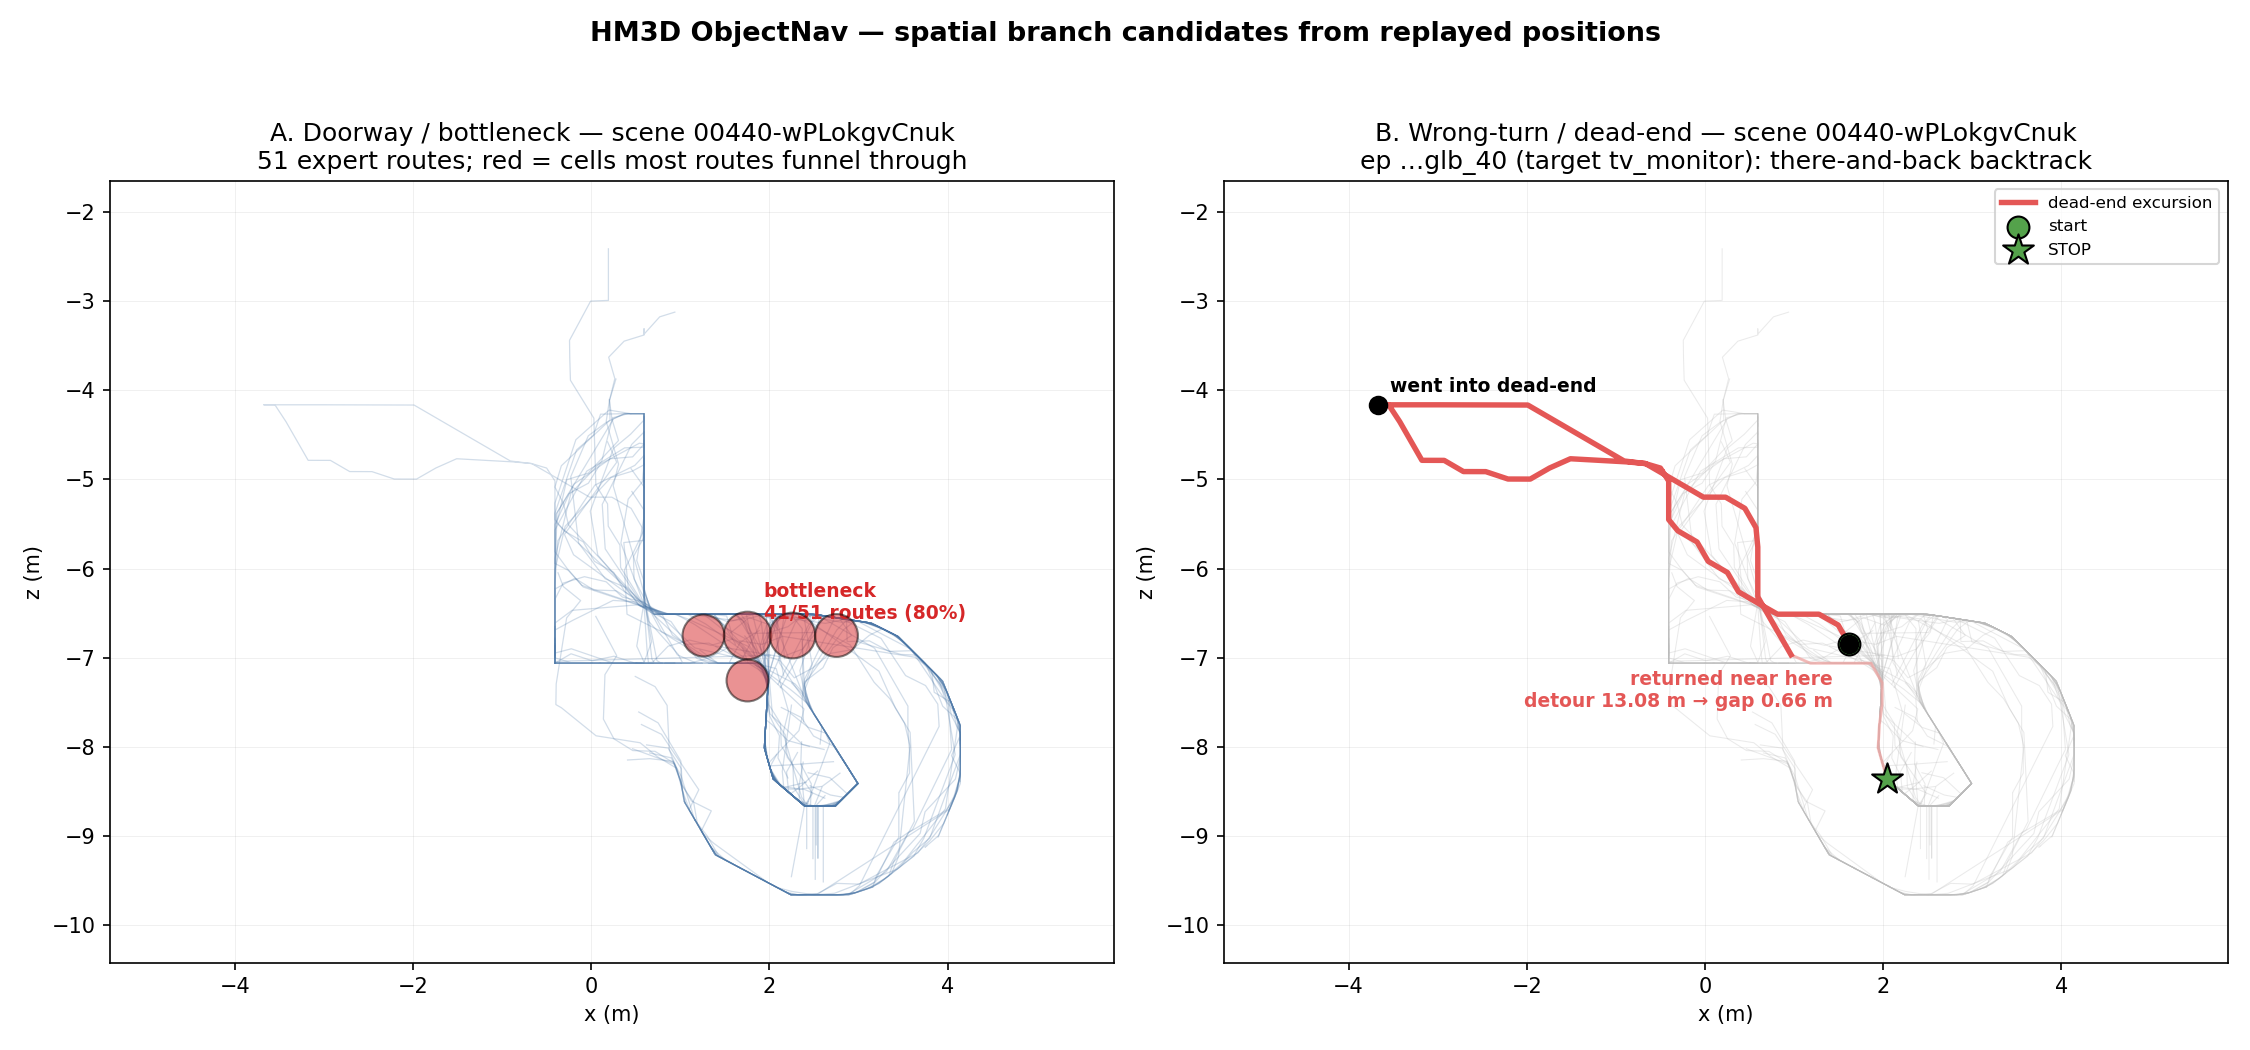 HM3D ObjectNav — spatial branch candidates from replayed positions
A. Doorway / bottleneck — scene 00440-wPLokgvCnuk
51 expert routes; red = cells most routes funnel through
−2
−3
−4
−5
−6
−7
−8
−9
−10
z (m)
bottleneck
41/51 routes (80%)
−4
−2
0
2
4
x (m)
B. Wrong-turn / dead-end — scene 00440-wPLokgvCnuk
ep ...glb_40 (target tv_monitor): there-and-back backtrack
dead-end excursion
start
STOP
−2
−3
−4
−5
−6
−7
−8
−9
−10
z (m)
went into dead-end
returned near here
detour 13.08 m → gap 0.66 m
−4
−2
0
2
4
x (m)